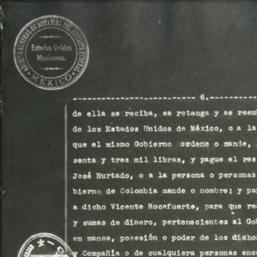 Estados Unidos
Mexicanos.
MEXICO
6.
de ella se reciba, se retenga y se reem
de los Estados Unidos de México, o a la
que el mismo Gobierno ordene o mande,
senta y tres mil libras, y pague el res
José Hurtado, o a la persona o personas
bierno de Colombia mande o nombre; y pa
a dicho Vicente Rocafuerte, para que re
y sumas de dinero, pertenecientes al Gob
en manos, posesión o poder de los dichos
y Compañía o de cualquiera personas enc